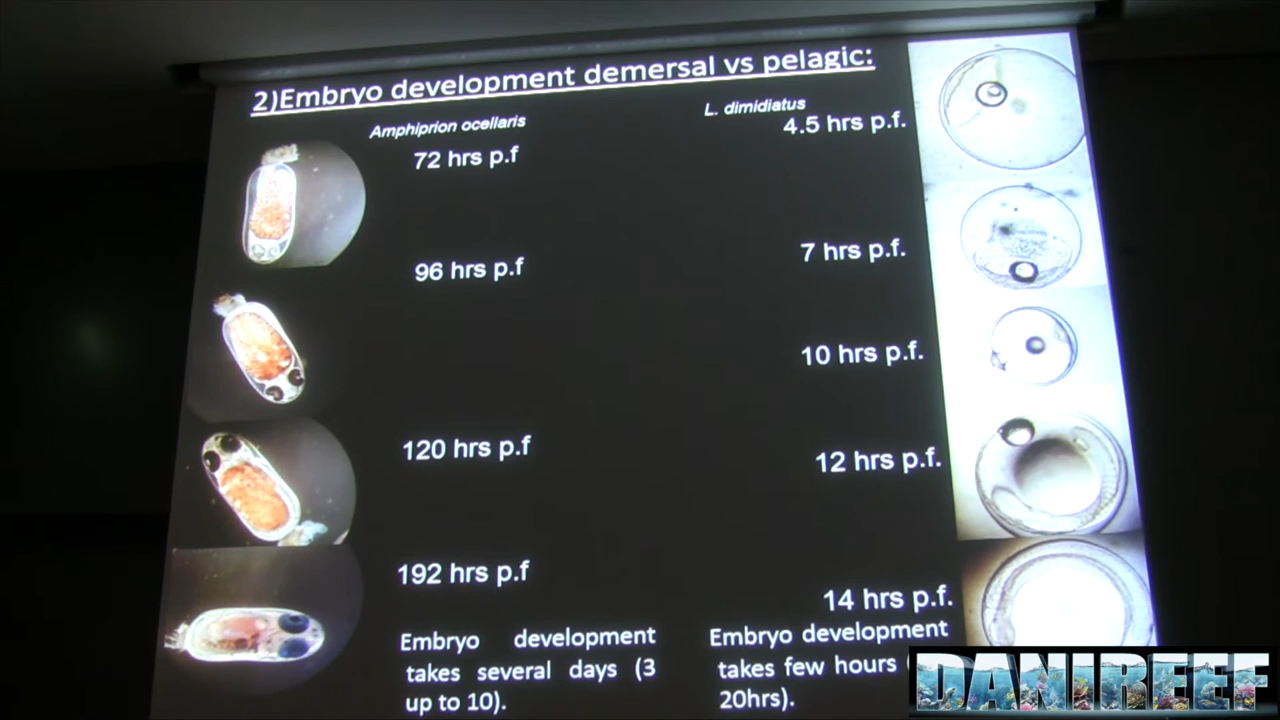 2)Embryo development demersal vs pelagic:
Amphiprion ocellaris
72 hrs p.f
96 hrs p.f
120 hrs p.f
192 hrs p.f
Embryo development
takes several days (3
up to 10).
L. dimidiatus
4.5 hrs p.f.
7 hrs p.f.
10 hrs p.f.
12 hrs p.f.
14 hrs p.f.
Embryo development
takes few hours
20hrs).
DANIREEF